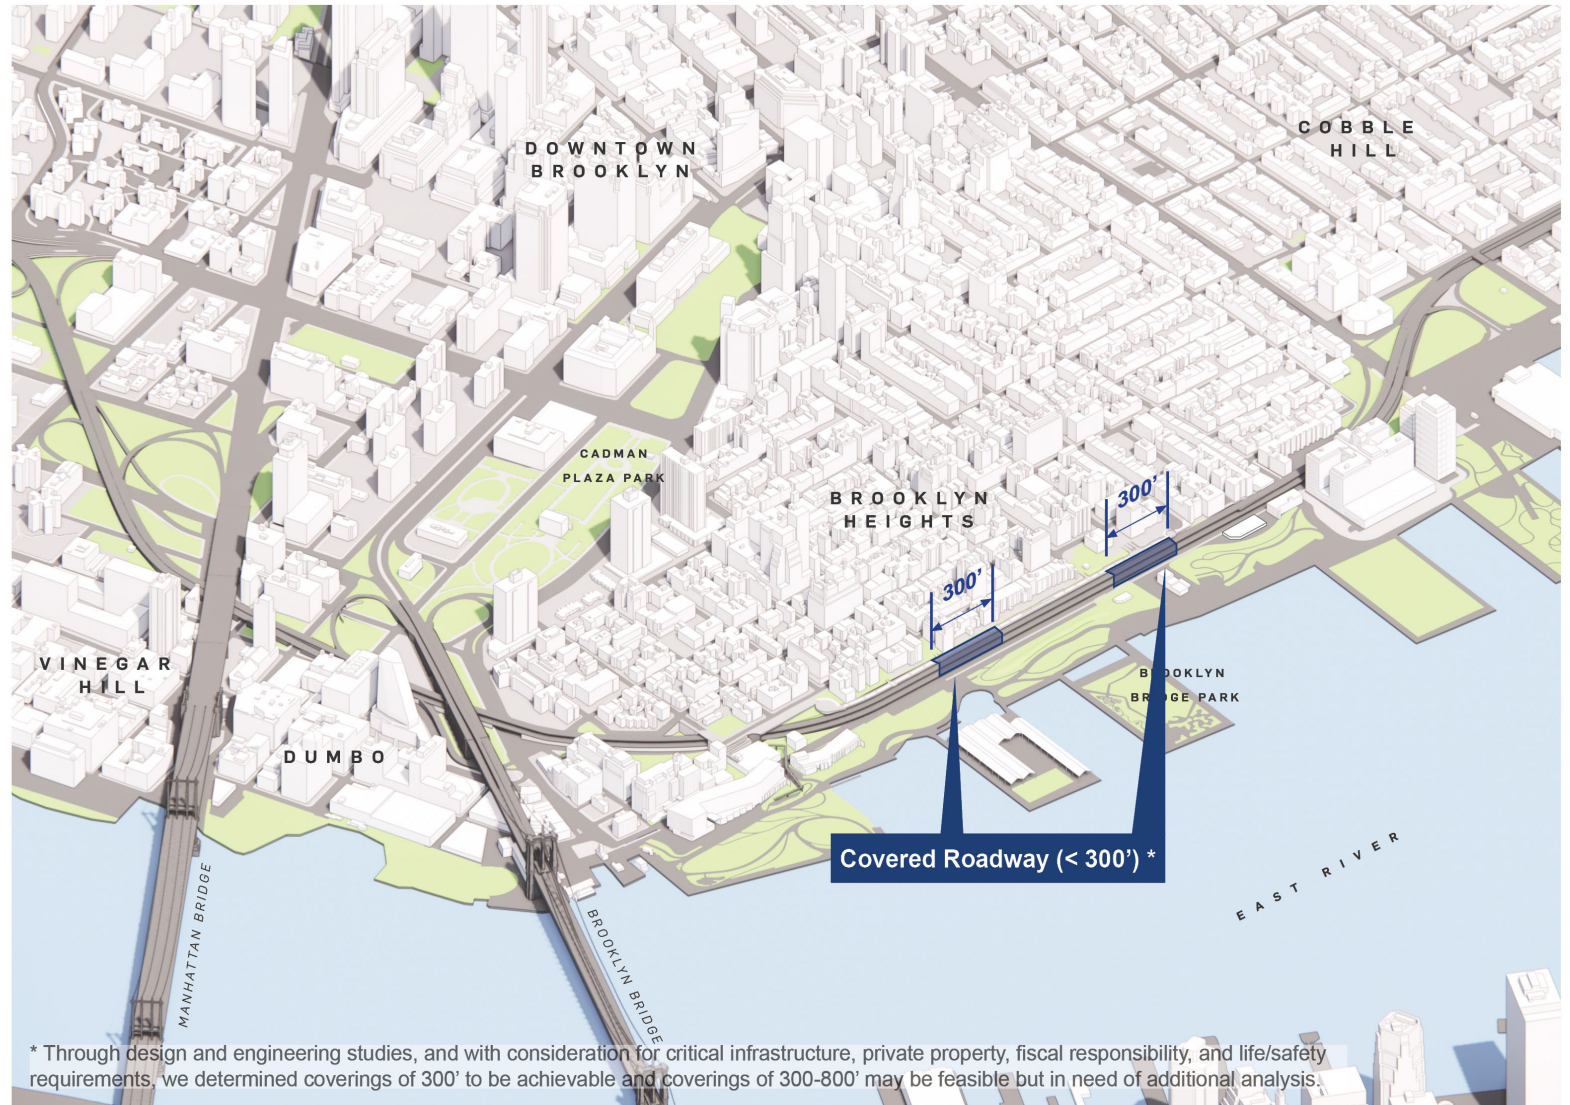 COBBLE
HILL
DOWNTOWN
BROOKLYN
CADMAN
PLAZA PARK
BROOKLYN
HEIGHTS
300’
300’
VINEGAR
HILL
BROOKLYN
BRIDGE PARK
DUMBO
Covered Roadway (< 300’) *
EAST RIVER
MANHATTAN BRIDGE
BROOKLYN BRIDGE
* Through design and engineering studies, and with consideration for critical infrastructure, private property, fiscal responsibility, and life/safety
requirements, we determined coverings of 300’ to be achievable and coverings of 300-800’ may be feasible but in need of additional analysis.